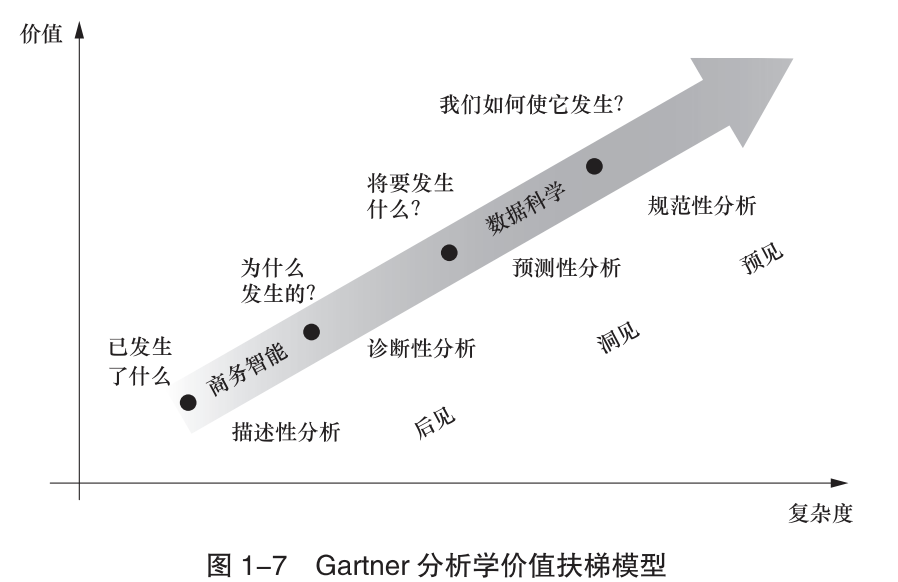 价值
我们如何使它发生?
将要发生
什么?
数据科学
规范性分析
为什么
发生的?
预测性分析
预见
已发生
了什么
商务智能
诊断性分析
洞见
描述性分析
后见
复杂度
图 1-7 Gartner 分析学价值扶梯模型